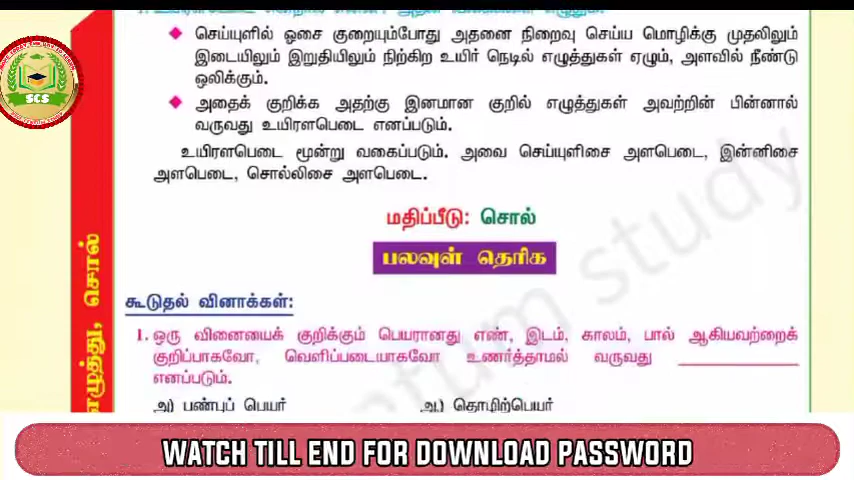 செய்யுளில் ஓசை குறையும்போது அதனை நிறைவு செய்ய மொழிக்கு முதலிலும்
இடையிலும் இறுதியிலும் நிற்கிற உயிர் நெடில் எழுத்துகள் ஏழும், அளவில் நீண்டு
ஒலிக்கும்.
அதைக் குறிக்க அதற்கு இனமான குறில் எழுத்துகள் அவற்றின் பின்னால்
வருவது உயிரளபெடை எனப்படும்.
உயிரளபெடை மூன்று வகைப்படும். அவை செய்யுளிசை அளபெடை, இன்னிசை
அளபெடை, சொல்லிசை அளபெடை.
மதிப்பீடு: சொல்
பலவுள் தெரிக
கூடுதல் வினாக்கள்:
1. ஒரு வினையைக் குறிக்கும் பெயரானது எண், இடம், காலம், பால் ஆகியவற்றைக்
குறிப்பாகவோ, வெளிப்படையாகவோ உணர்த்தாமல் வருவது
எனப்படும்.
அ) பண்புப் பெயர் ஆ) தொழிற்பெயர்
SCS
சொல்
study
WATCH TILL END FOR DOWNLOAD PASSWORD